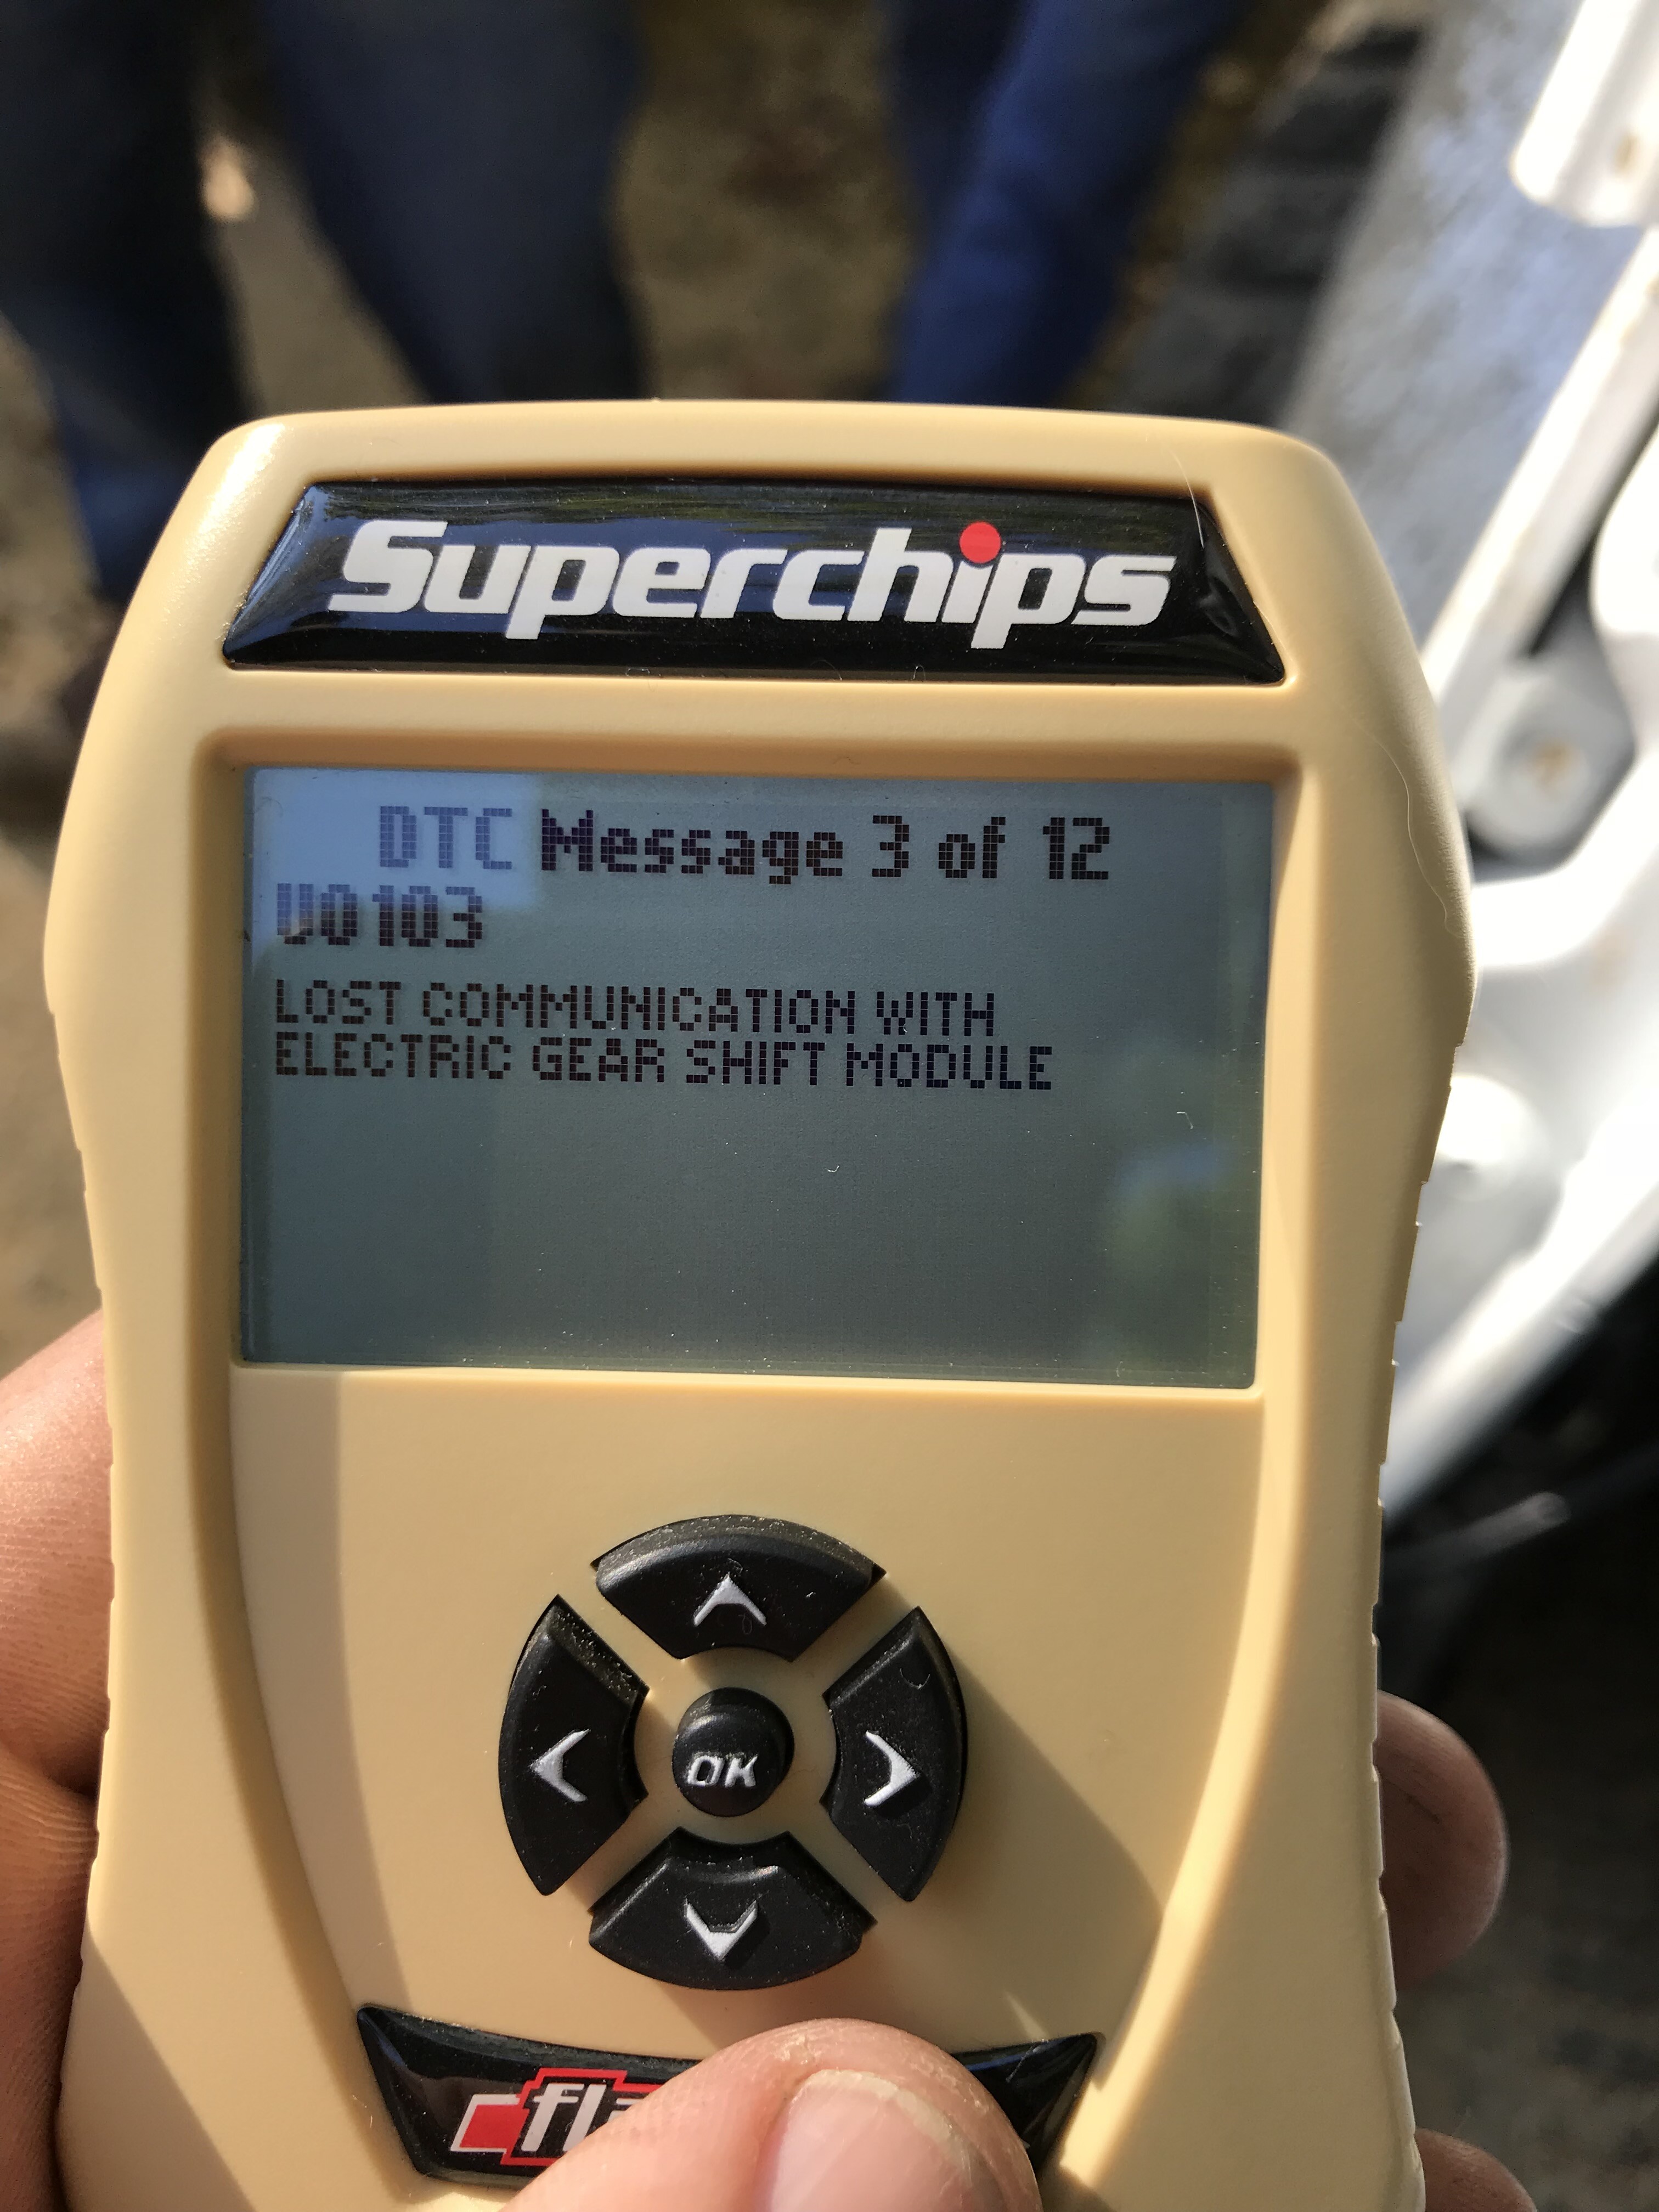 Superchips
DTC Message 3 of 12
U0103
LOST COMMUNICATION WITH
ELECTRIC GEAR SHIFT MODULE
OK